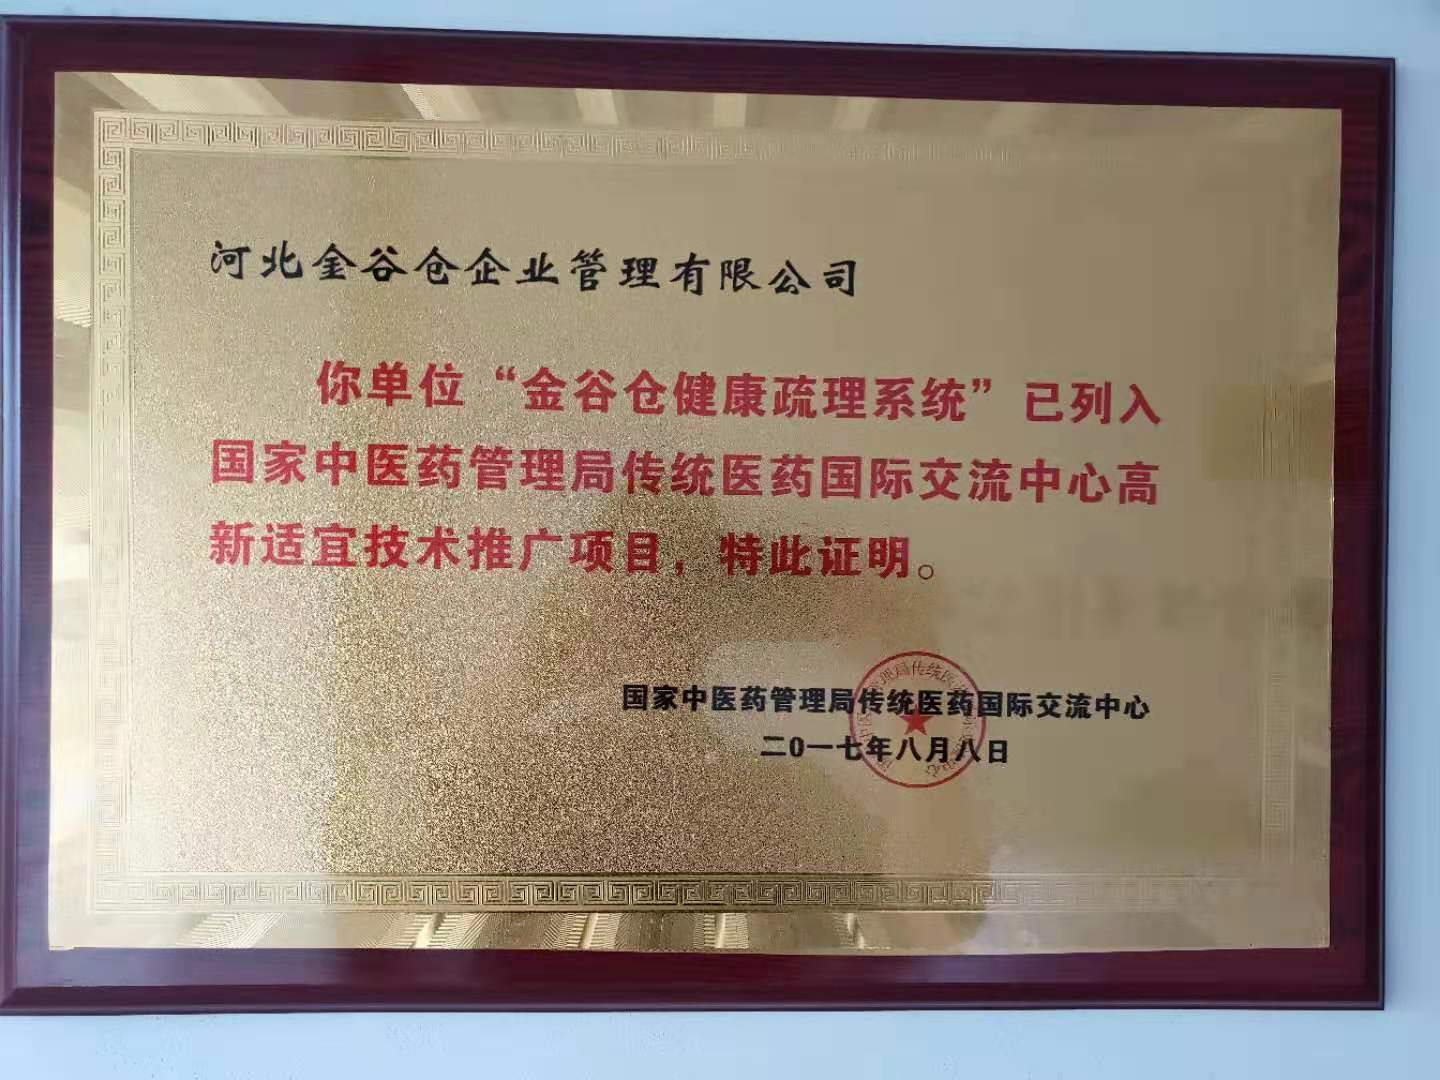 河北金谷仓企业管理有限公司
你单位“金谷仓健康疏理系统”已列入
国家中医药管理局传统医药国际交流中心高
新适宜技术推广项目，特此证明。
国家中医药管理局传统医药国际交流中心
二0一七年八月八日